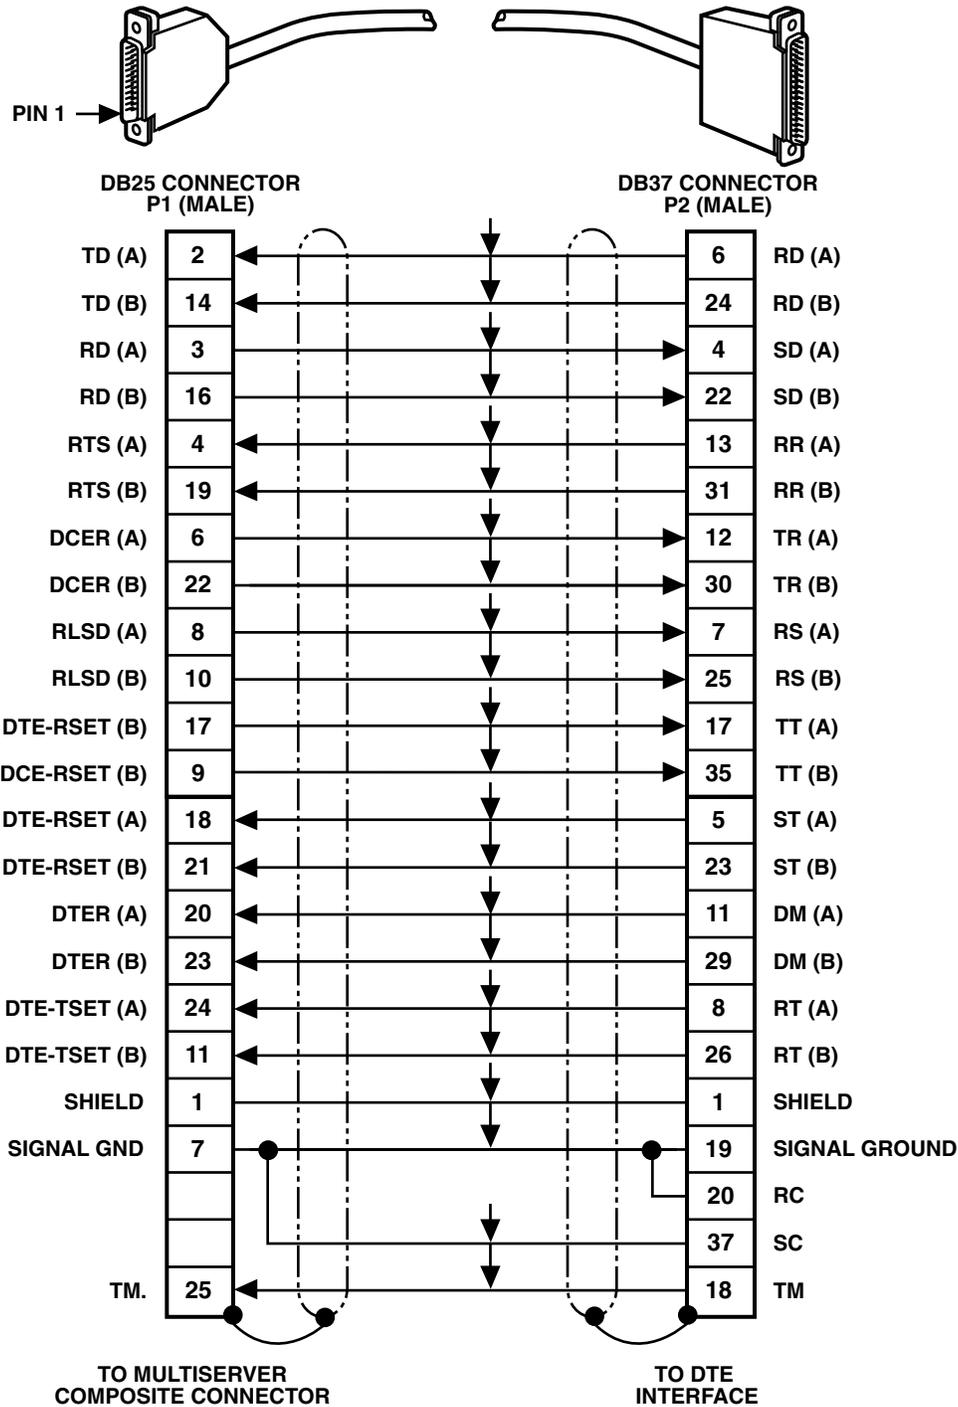 PIN 1
DB25 CONNECTOR
P1 (MALE)
DB37 CONNECTOR
P2 (MALE)
TD (A) 2 6 RD (A)
TD (B) 14 24 RD (B)
RD (A) 3 4 SD (A)
RD (B) 16 22 SD (B)
RTS (A) 4 13 RR (A)
RTS (B) 19 31 RR (B)
DCER (A) 6 12 TR (A)
DCER (B) 22 30 TR (B)
RLSD (A) 8 7 RS (A)
RLSD (B) 10 25 RS (B)
DTE-RSET (B) 17 17 TT (A)
DCE-RSET (B) 9 35 TT (B)
DTE-RSET (A) 18 5 ST (A)
DTE-RSET (B) 21 23 ST (B)
DTER (A) 20 11 DM (A)
DTER (B) 23 29 DM (B)
DTE-TSET (A) 24 8 RT (A)
DTE-TSET (B) 11 26 RT (B)
SHIELD 1 1 SHIELD
SIGNAL GND 7 19 SIGNAL GROUND
20 RC
37 SC
TM. 25 18 TM
TO MULTISERVER
COMPOSITE CONNECTOR
TO DTE
INTERFACE